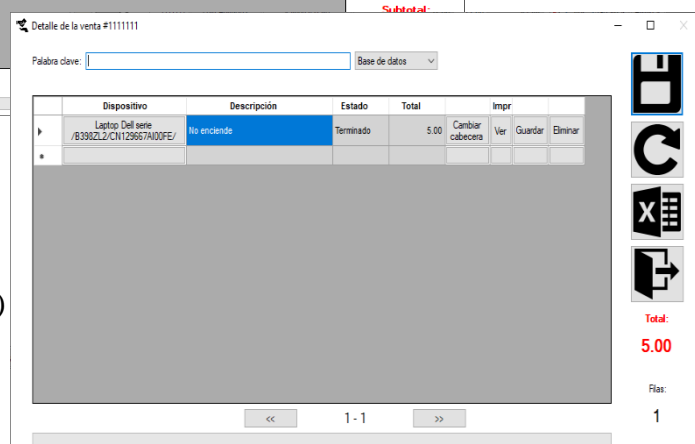 Subtotal:
Detalle de la venta #1111111
Palabra clave:
Base de datos
Dispositivo Descripción Estado Total Impr
Laptop Dell serie
/B398ZL2/CN129667AI00FE/
No enciende
Terminado
5.00
Cambiar
cabecera
Ver
Guardar
Eliminar
X
Total:
5.00
Filas:
<< 1 - 1 >>
1
)